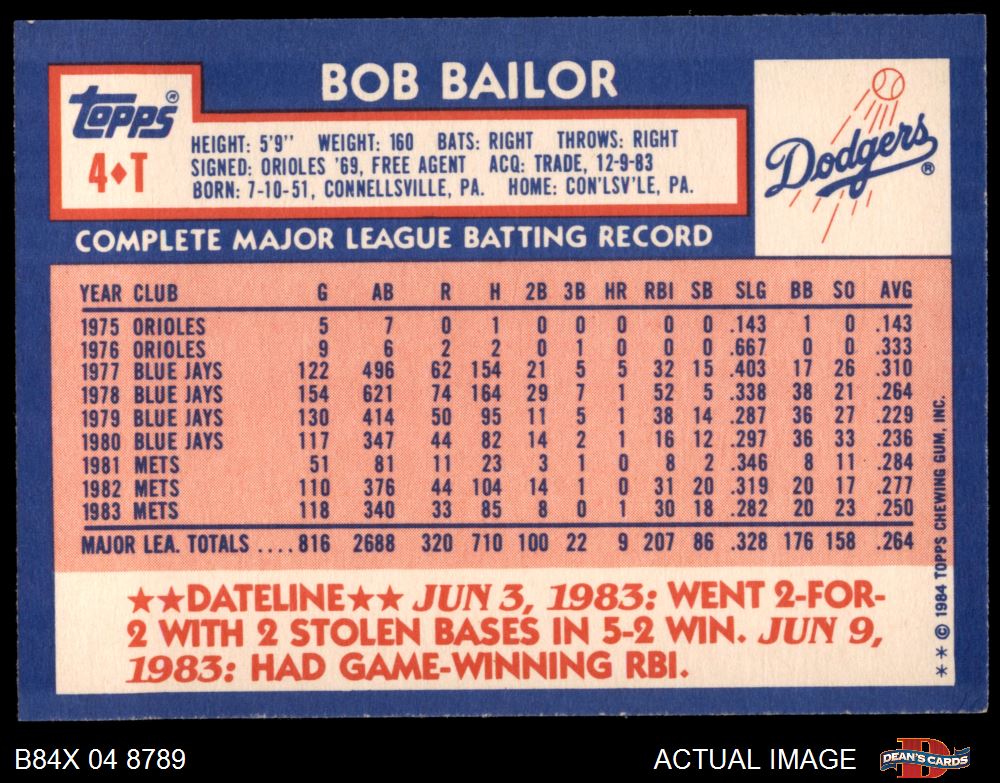 BOB BAILOR
Topps®
4♦T
HEIGHT: 5'9'' WEIGHT: 160 BATS: RIGHT THROWS: RIGHT
SIGNED: ORIOLES '69, FREE AGENT ACQ: TRADE, 12-9-83
BORN: 7-10-51, CONNELLSVILLE, PA. HOME: CON'LSV'LE, PA.
Dodgers®
COMPLETE MAJOR LEAGUE BATTING RECORD
YEAR CLUB G AB R H 2B 3B HR RBI SB SLG BB SO AVG
1975 ORIOLES 5 7 0 1 0 0 0 0 0 .143 1 0 .143
1976 ORIOLES 9 6 2 2 0 1 0 0 0 .667 0 0 .333
1977 BLUE JAYS 122 496 62 154 21 5 5 32 15 .403 17 26 .310
1978 BLUE JAYS 154 621 74 164 29 7 1 52 5 .338 38 21 .264
1979 BLUE JAYS 130 414 50 95 11 5 1 38 14 .287 36 27 .229
1980 BLUE JAYS 117 347 44 82 14 2 1 16 12 .297 36 33 .236
1981 METS 51 81 11 23 3 1 0 8 2 .346 8 11 .284
1982 METS 110 376 44 104 14 1 0 31 20 .319 20 17 .277
1983 METS 118 340 33 85 8 0 1 30 18 .282 20 23 .250
MAJOR LEA. TOTALS ....816 2688 320 710 100 22 9 207 86 .328 176 158 .264
★★DATELINE★★ JUN 3, 1983: WENT 2-FOR-
2 WITH 2 STOLEN BASES IN 5-2 WIN. JUN 9,
1983: HAD GAME-WINNING RBI.
**© 1984 TOPPS CHEWING GUM, INC.
B84X 04 8789
ACTUAL IMAGE
DEAN'S CARDS